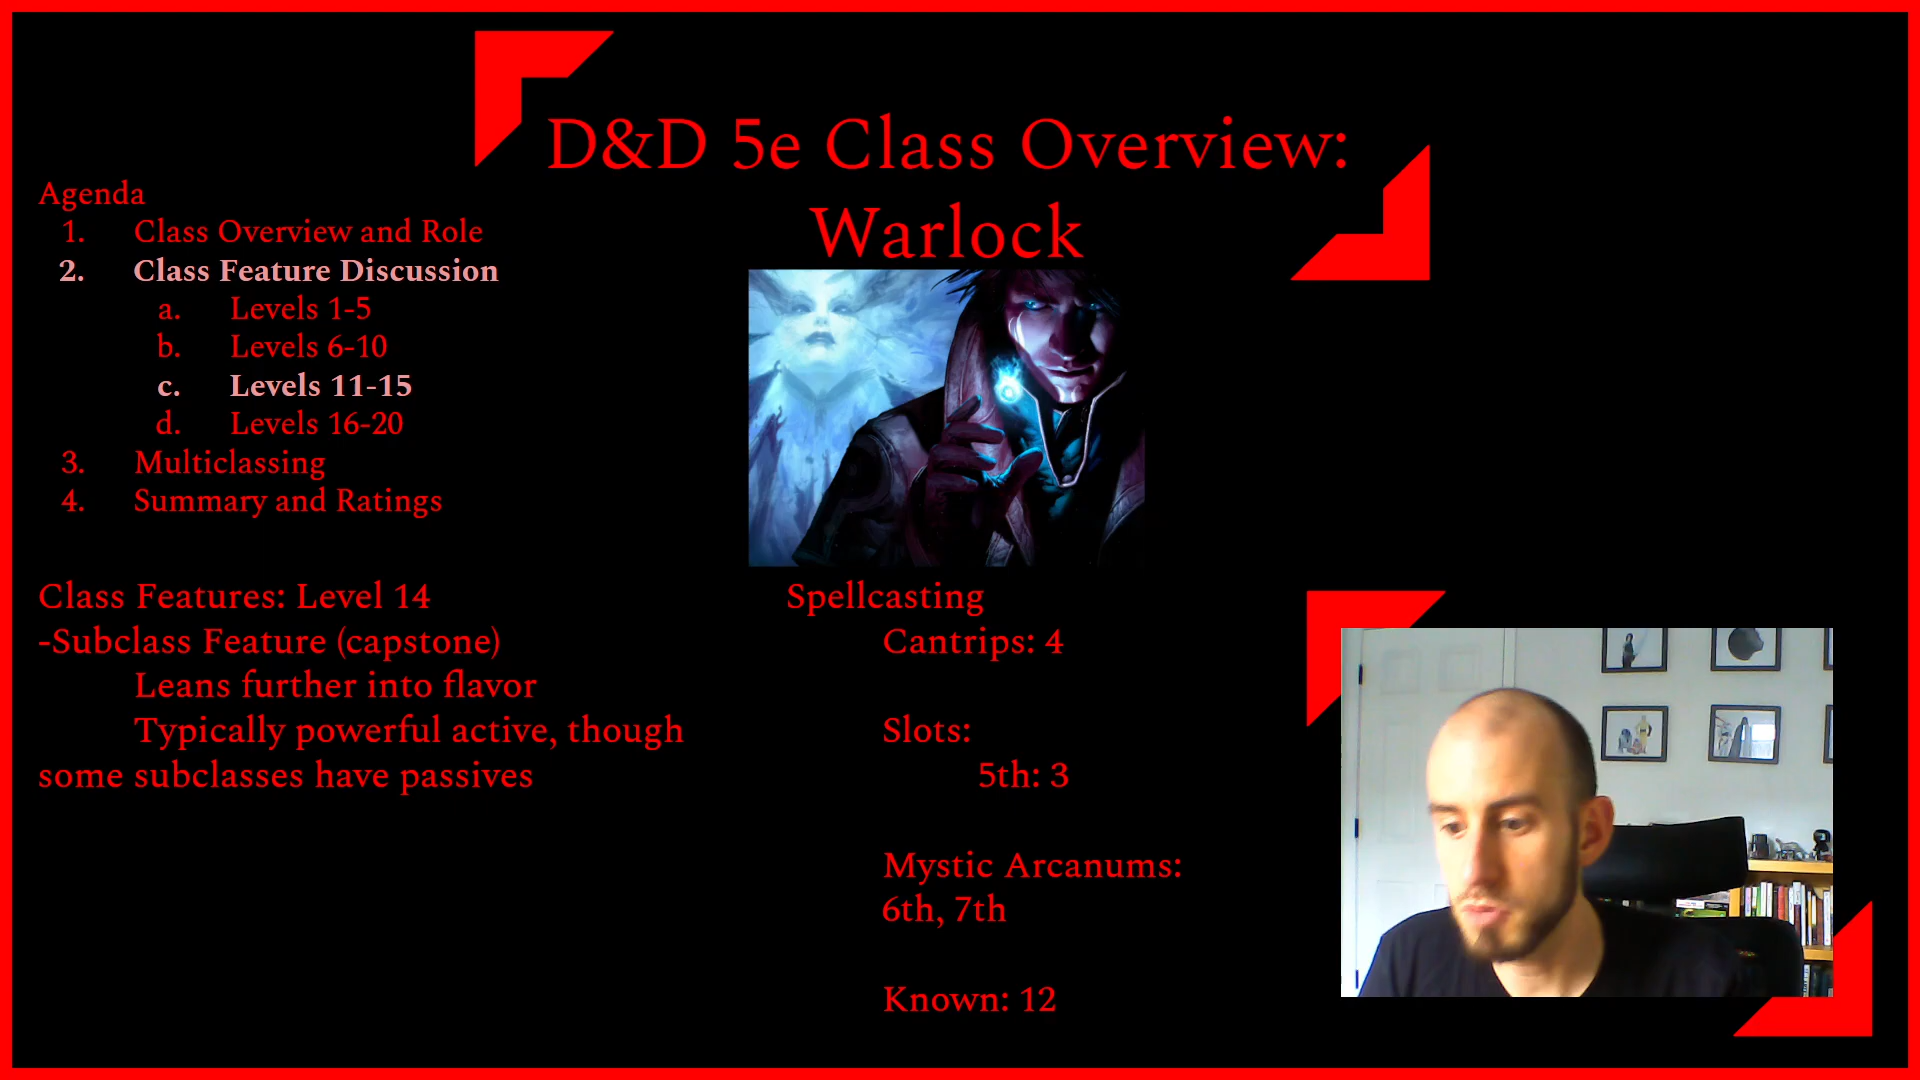 D&D 5e Class Overview:
Warlock
Agenda
1. Class Overview and Role
2. Class Feature Discussion
a. Levels 1-5
b. Levels 6-10
c. Levels 11-15
d. Levels 16-20
3. Multiclassing
4. Summary and Ratings
Class Features: Level 14
-Subclass Feature (capstone)
Leans further into flavor
Typically powerful active, though
some subclasses have passives
Spellcasting
Cantrips: 4
Slots:
5th: 3
Mystic Arcanums:
6th, 7th
Known: 12